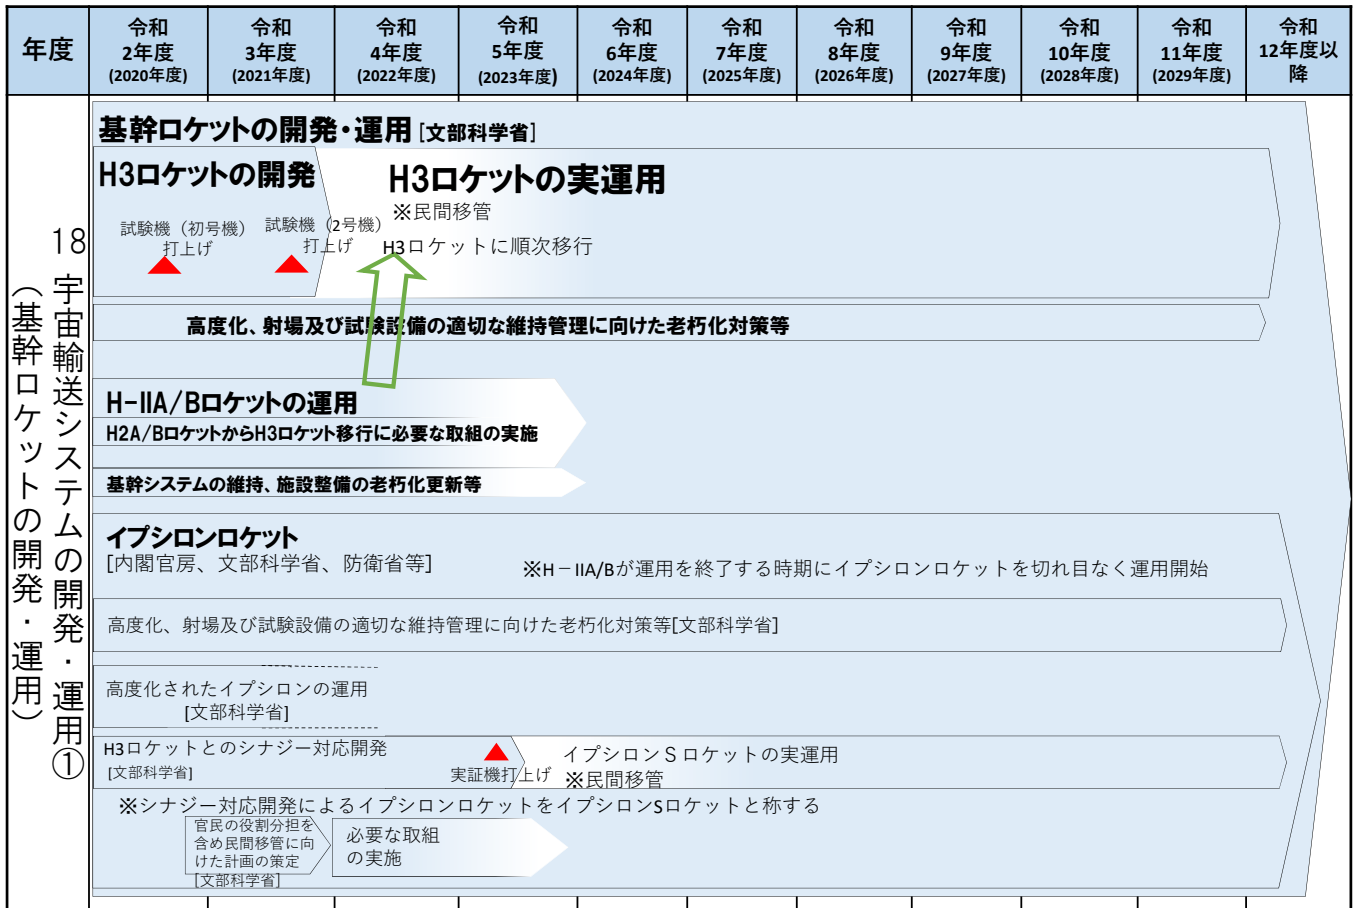 年度
令和
2年度
(2020年度)
令和
3年度
(2021年度)
令和
4年度
(2022年度)
令和
5年度
(2023年度)
令和
6年度
(2024年度)
令和
7年度
(2025年度)
令和
8年度
(2026年度)
令和
9年度
(2027年度)
令和
10年度
(2028年度)
令和
11年度
(2029年度)
令和
12年度以
降
18 宇宙輸送システムの開発・運用①
（基幹ロケットの開発・運用）
基幹ロケットの開発・運用 [文部科学省]
H3ロケットの開発
試験機（初号機）
打上げ
試験機（2号機）
打上げ
H3ロケットの実運用
※民間移管
H3ロケットに順次移行
高度化、射場及び試験設備の適切な維持管理に向けた老朽化対策等
H-IIA/Bロケットの運用
H2A/BロケットからH3ロケット移行に必要な取組の実施
基幹システムの維持、施設整備の老朽化更新等
イプシロンロケット
[内閣官房、文部科学省、防衛省等]
※H－IIA/Bが運用を終了する時期にイプシロンロケットを切れ目なく運用開始
高度化、射場及び試験設備の適切な維持管理に向けた老朽化対策等[文部科学省]
高度化されたイプシロンの運用
[文部科学省]
H3ロケットとのシナジー対応開発
[文部科学省]
実証機打上げ
イプシロンＳロケットの実運用
※民間移管
※シナジー対応開発によるイプシロンロケットをイプシロンSロケットと称する
官民の役割分担を
含め民間移管に向
けた計画の策定
[文部科学省]
必要な取組
の実施